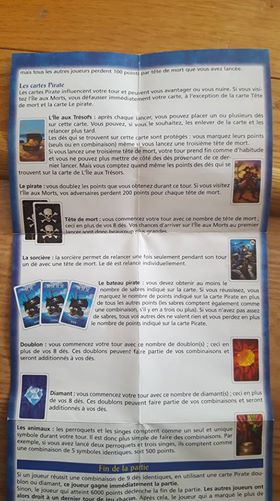 mais tous les autres joueurs perdent 100 points par tête de mort que vous avez lancée.
Les cartes Pirate
Les cartes Pirate influencent votre tour et peuvent vous avantager ou vous nuire. Si vous visi-
tez l'Île aux Morts, vous défausser immédiatement votre carte, à l'exception de la carte Tête
de mort et la carte Le pirate.
L'Île aux Trésors : après chaque lancer, vous pouvez placer un ou plusieurs dés
sur cette carte. Vous pouvez, si vous le souhaitez, les enlever de la carte et les
relancer plus tard.
Les dés qui se trouvent sur cette carte sont protégés : vous marquez leurs points
(seuls ou en combinaison) même si vous lancez une troisième tête de mort.
Si vous lancez une troisième tête de mort, votre tour prend fin comme d'habitude
et vous ne pouvez plus mettre de côté des dés provenant de ce der-
nier lancer. Mais vous comptez quand même les points des dés qui se
trouvent sur la carte de L'Île aux Trésors.
Le pirate : vous doublez les points que vous obtenez durant ce tour. Si vous visitez
l'Île aux Morts, vos adversaires perdent 200 points pour chaque tête de mort.
Tête de mort : vous commencez votre tour avec ce nombre de tête de mort ;
ceci en plus de vos 8 dés. Vos chances d'arriver sur l'Île aux Morts au premier
lancer sont donc beaucoup plus grandes.
La sorcière : la sorcière permet de relancer une fois seulement pendant son tour
un dé avec une tête de mort. Le dé est relancé individuellement.
Le bateau pirate : vous devez obtenir au moins le
nombre de sabres indiqué sur la carte. Si vous réussissez, vous
marquez le nombre de points indiqué sur la carte Pirate en plus
de tous les autres points (les sabres comptent également comme
une combinaison, s'il y en a trois ou plus). Si vous n'avez pas assez
de sabres, tous vos autres dés ne valent rien et vous perdez en plus
le nombre de points indiqué sur la carte Pirate.
Doublon : vous commencez votre tour avec ce nombre de doublon(s) ; ceci en
plus de vos 8 dés. Ces doublons peuvent faire partie de vos combinaisons et
seront additionnés à vos dés.
Diamant : vous commencez votre tour avec ce nombre de diamant(s) ; ceci en
plus de vos 8 dés. Ces diamants peuvent faire partie de vos combinaisons et seront
additionnés à vos dés.
Les animaux : les perroquets et les singes comptent comme un seul et unique
symbole durant votre tour. Il est donc plus simple de faire des combinaisons. Par
exemple, si vous avez lancé deux perroquets et trois singes, ils comptent comme
une combinaison de 5 symboles identiques, soit 500 points.
Fin de la partie
Si un joueur réussit une combinaison de 9 dés identiques, en utilisant une carte Pirate dou-
blon ou diamant, ce joueur gagne immédiatement la partie.
Sinon, le joueur qui atteint 6000 points déclenche la fin de la partie. Les autres joueurs ont
alors droit à un dernier tour de jeu chacun. Après cela, le joueur a marqué le plus de